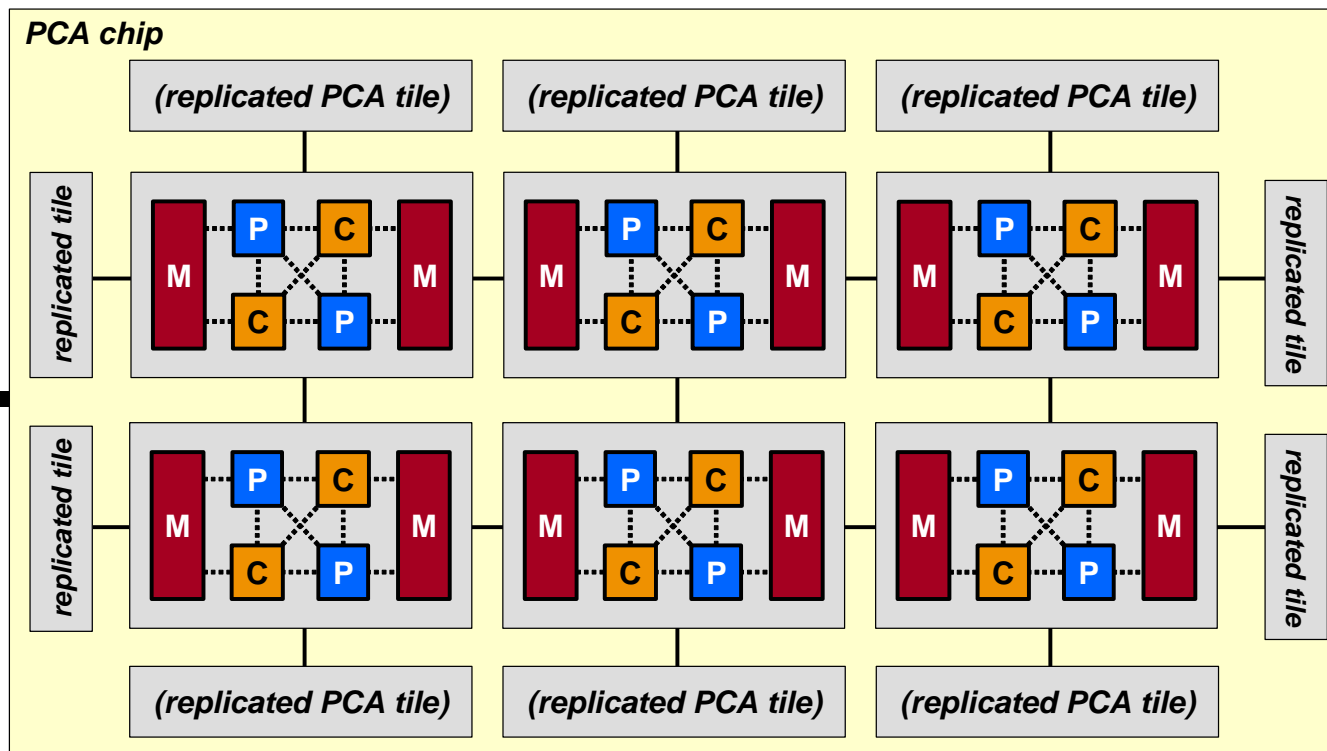 PCA chip
(replicated PCA tile) (replicated PCA tile) (replicated PCA tile)
replicated tile
M P C M
C P
M P C M
C P
M P C M
C P
replicated tile
replicated tile
M P C M
C P
M P C M
C P
M P C M
C P
replicated tile
(replicated PCA tile) (replicated PCA tile) (replicated PCA tile)